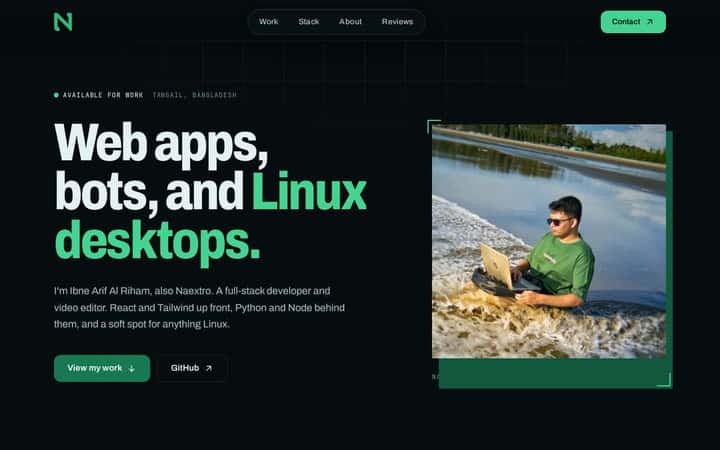 N
Work Stack About Reviews
Contact
AVAILABLE FOR WORK TANGAIL, BANGLADESH
Web apps,
bots, and Linux
desktops.
I'm Ibne Arif Al Riham, also Naextro. A full-stack developer and
video editor. React and Tailwind up front, Python and Node behind
them, and a soft spot for anything Linux.
View my work
GitHub